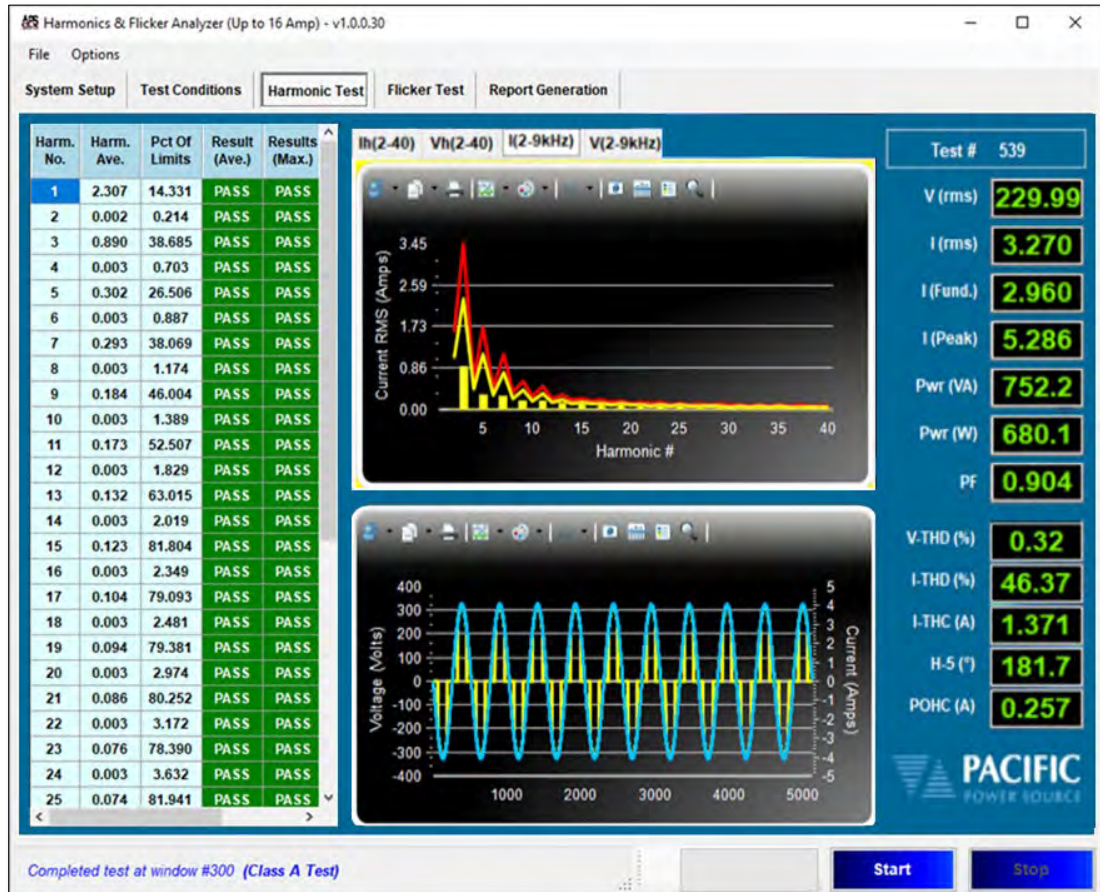 Harmonics & Flicker Analyzer (Up to 16 Amp) - v1.0.0.30
File Options
System Setup Test Conditions Harmonic Test Flicker Test Report Generation
Harm. No. Harm. Ave. Pct Of Limits Result (Ave.) Results (Max.)
1 2.307 14.331 PASS PASS
2 0.002 0.214 PASS PASS
3 0.890 38.685 PASS PASS
4 0.003 0.703 PASS PASS
5 0.302 26.506 PASS PASS
6 0.003 0.887 PASS PASS
7 0.293 38.069 PASS PASS
8 0.003 1.174 PASS PASS
9 0.184 46.004 PASS PASS
10 0.003 1.389 PASS PASS
11 0.173 52.507 PASS PASS
12 0.003 1.829 PASS PASS
13 0.132 63.015 PASS PASS
14 0.003 2.019 PASS PASS
15 0.123 81.804 PASS PASS
16 0.003 2.349 PASS PASS
17 0.104 79.093 PASS PASS
18 0.003 2.481 PASS PASS
19 0.094 79.381 PASS PASS
20 0.003 2.974 PASS PASS
21 0.086 80.252 PASS PASS
22 0.003 3.172 PASS PASS
23 0.076 78.390 PASS PASS
24 0.003 3.632 PASS PASS
25 0.074 81.941 PASS PASS
Ih(2-40) Vh(2-40) I(2-9kHz) V(2-9kHz)
Current RMS (Amps)
3.45
2.59
1.73
0.86
0.00
5 10 15 20 25 30 35 40
Harmonic #
Voltage (Volts)
400
300
200
100
0
-100
-200
-300
-400
1000 2000 3000 4000 5000
5
4
3
2
1
0
-1
-2
-3
-4
-5
Current (Amps)
Test # 539
V (rms) 229.99
I (rms) 3.270
I (Fund.) 2.960
I (Peak) 5.286
Pwr (VA) 752.2
Pwr (W) 680.1
PF 0.904
V-THD (%) 0.32
I-THD (%) 46.37
I-THC (A) 1.371
H-5 (°) 181.7
POHC (A) 0.257
PACIFIC
POWER SOURCE
Completed test at window #300 (Class A Test)
Start Stop